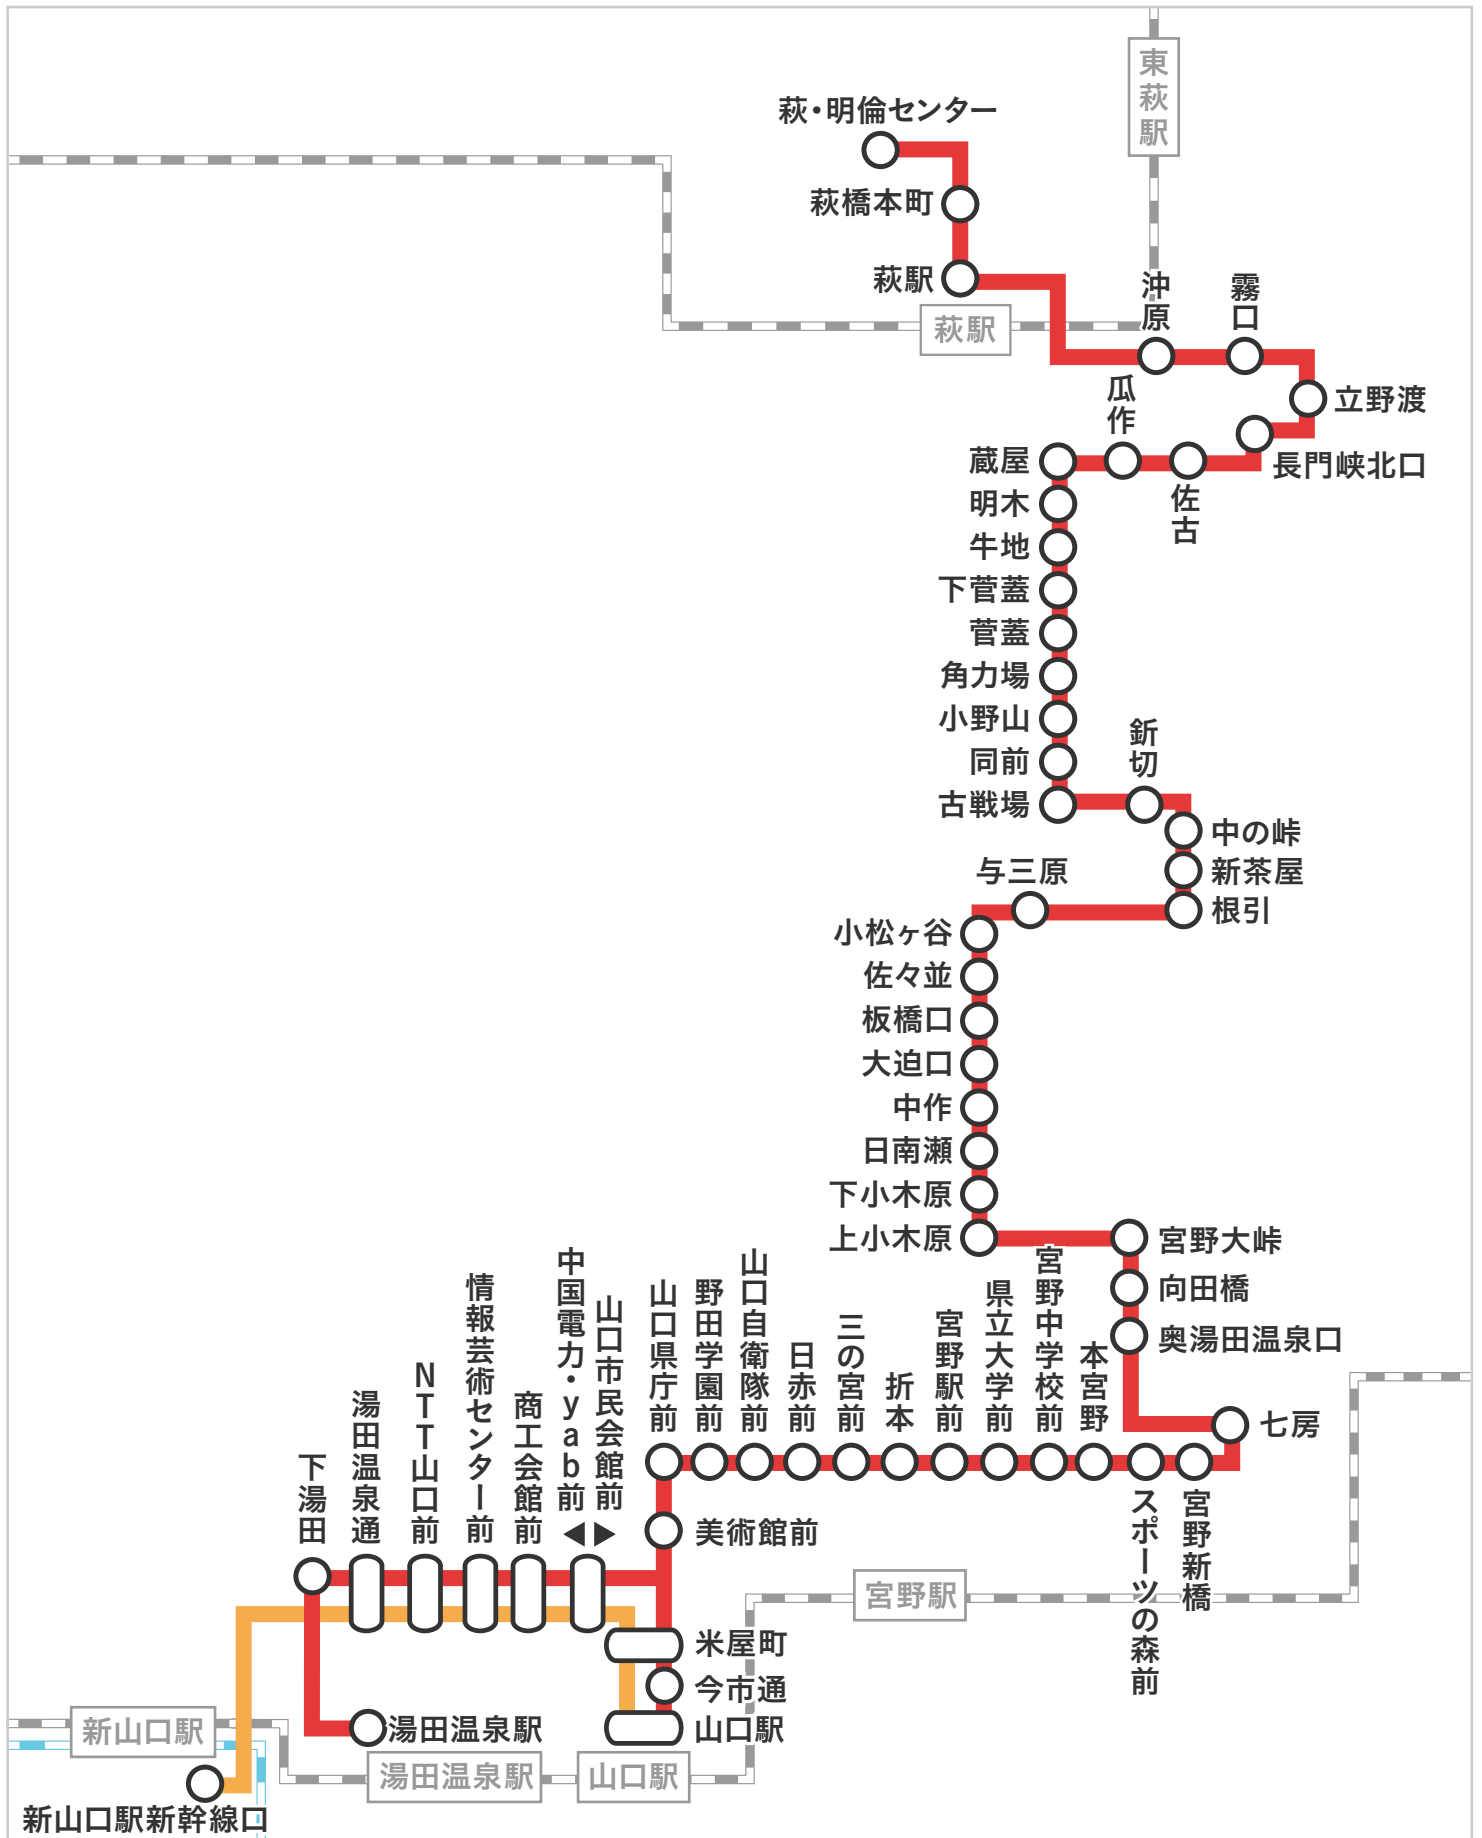 東萩駅
萩・明倫センター
萩橋本町
萩駅
萩駅
沖原
霧口
立野渡
長門峡北口
佐古
瓜作
蔵屋
明木
牛地
下菅蓋
菅蓋
角力場
小野山
同前
古戦場
釿切
中の峠
新茶屋
根引
与三原
小松ヶ谷
佐々並
板橋口
大迫口
中作
日南瀬
下小木原
上小木原
宮野大峠
向田橋
奥湯田温泉口
七房
宮野新橋
スポーツの森前
本宮野
宮野中学校前
県立大学前
宮野駅前
折本
三の宮前
日赤前
山口自衛隊前
野田学園前
山口県庁前
美術館前
米屋町
今市通
山口駅
山口市民会館前
中国電力・yab前
◀▶
商工会館前
情報芸術センター前
NTT山口前
湯田温泉通
下湯田
湯田温泉駅
宮野駅
山口駅
湯田温泉駅
新山口駅
新山口駅新幹線口